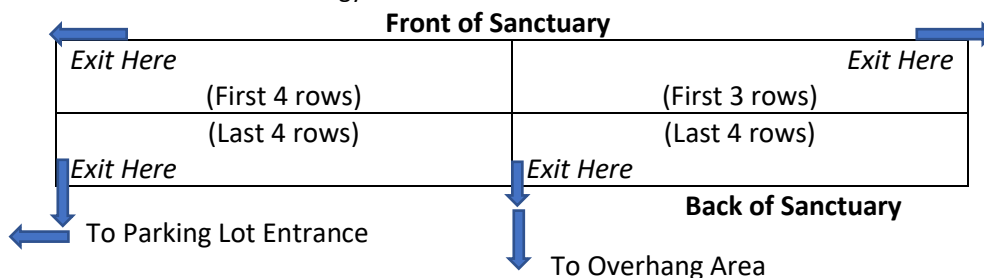 Front of Sanctuary
Exit Here Exit Here
(First 4 rows) (First 3 rows)
(Last 4 rows) (Last 4 rows)
Exit Here Exit Here
Back of Sanctuary
To Parking Lot Entrance
To Overhang Area